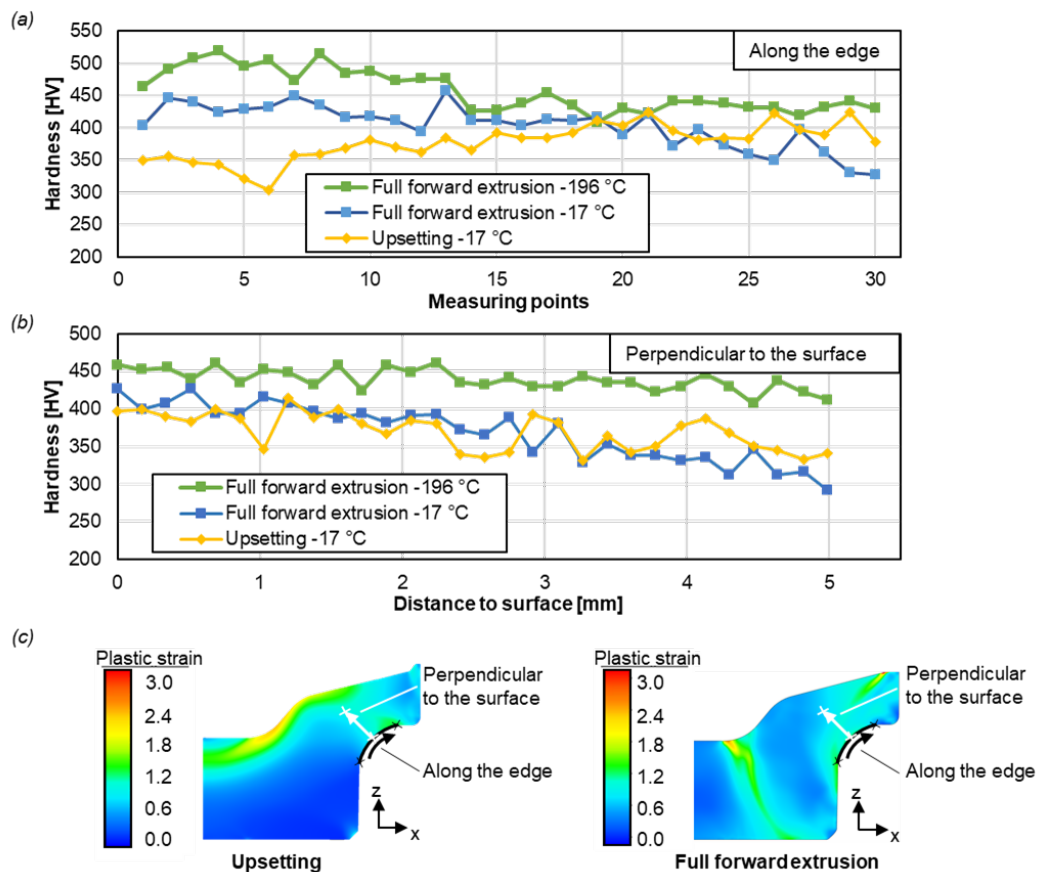 (a)
550
500
450
400
350
300
250
200
Hardness [HV]
Along the edge
Full forward extrusion -196 °C
Full forward extrusion -17 °C
Upsetting -17 °C
0 5 10 15 20 25 30
Measuring points
(b)
500
450
400
350
300
250
200
Hardness [HV]
Perpendicular to the surface
Full forward extrusion -196 °C
Full forward extrusion -17 °C
Upsetting -17 °C
0 1 2 3 4 5
Distance to surface [mm]
(c)
Plastic strain
3.0
2.4
1.8
1.2
0.6
0.0
Perpendicular
to the surface
Along the edge
z
x
Upsetting
Plastic strain
3.0
2.4
1.8
1.2
0.6
0.0
Perpendicular
to the surface
Along the edge
z
x
Full forward extrusion